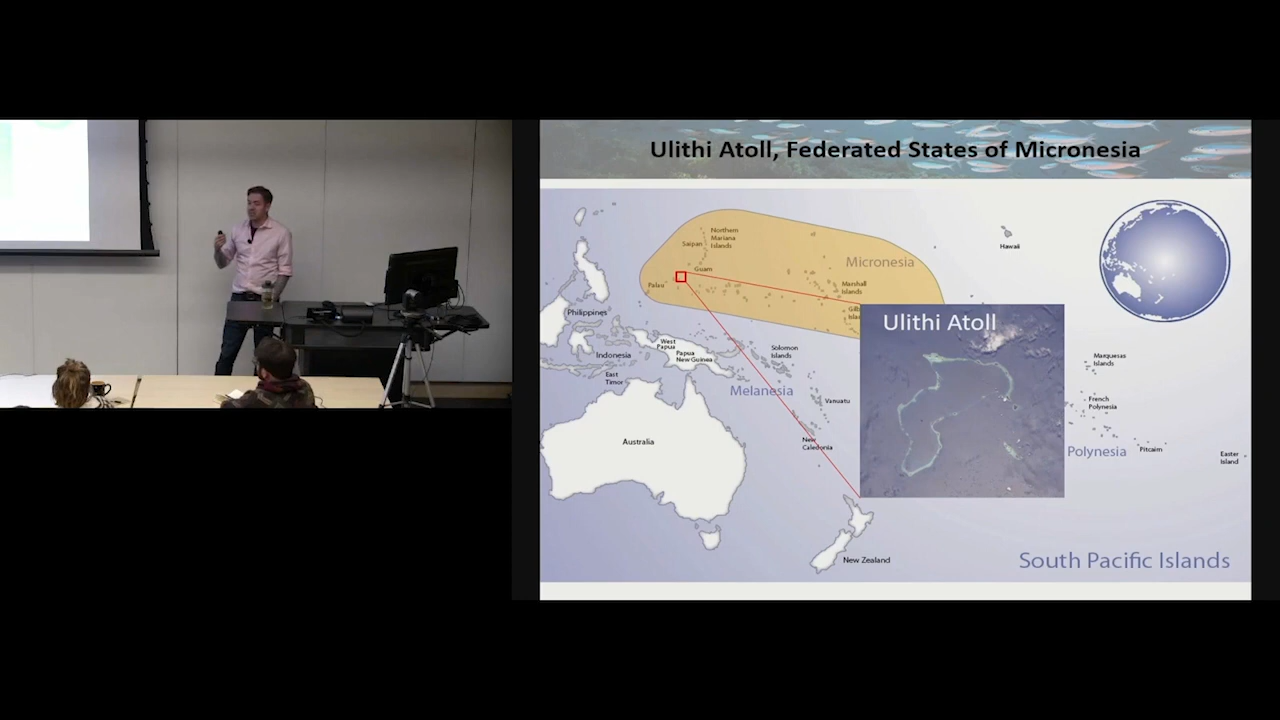 Ulithi Atoll, Federated States of Micronesia
Northern
Mariana
Islands
Saipan
Guam
Palau
Micronesia
Marshall
Islands
Hawaii
Philippines
Ulithi Atoll
West
Papua
Papua
New Guinea
Indonesia
East
Timor
Solomon
Islands
Melanesia
Vanuatu
New
Caledonia
Australia
New Zealand
Marquesas
Islands
French
Polynesia
Polynesia
Pitcairn
Easter
Island
South Pacific Islands